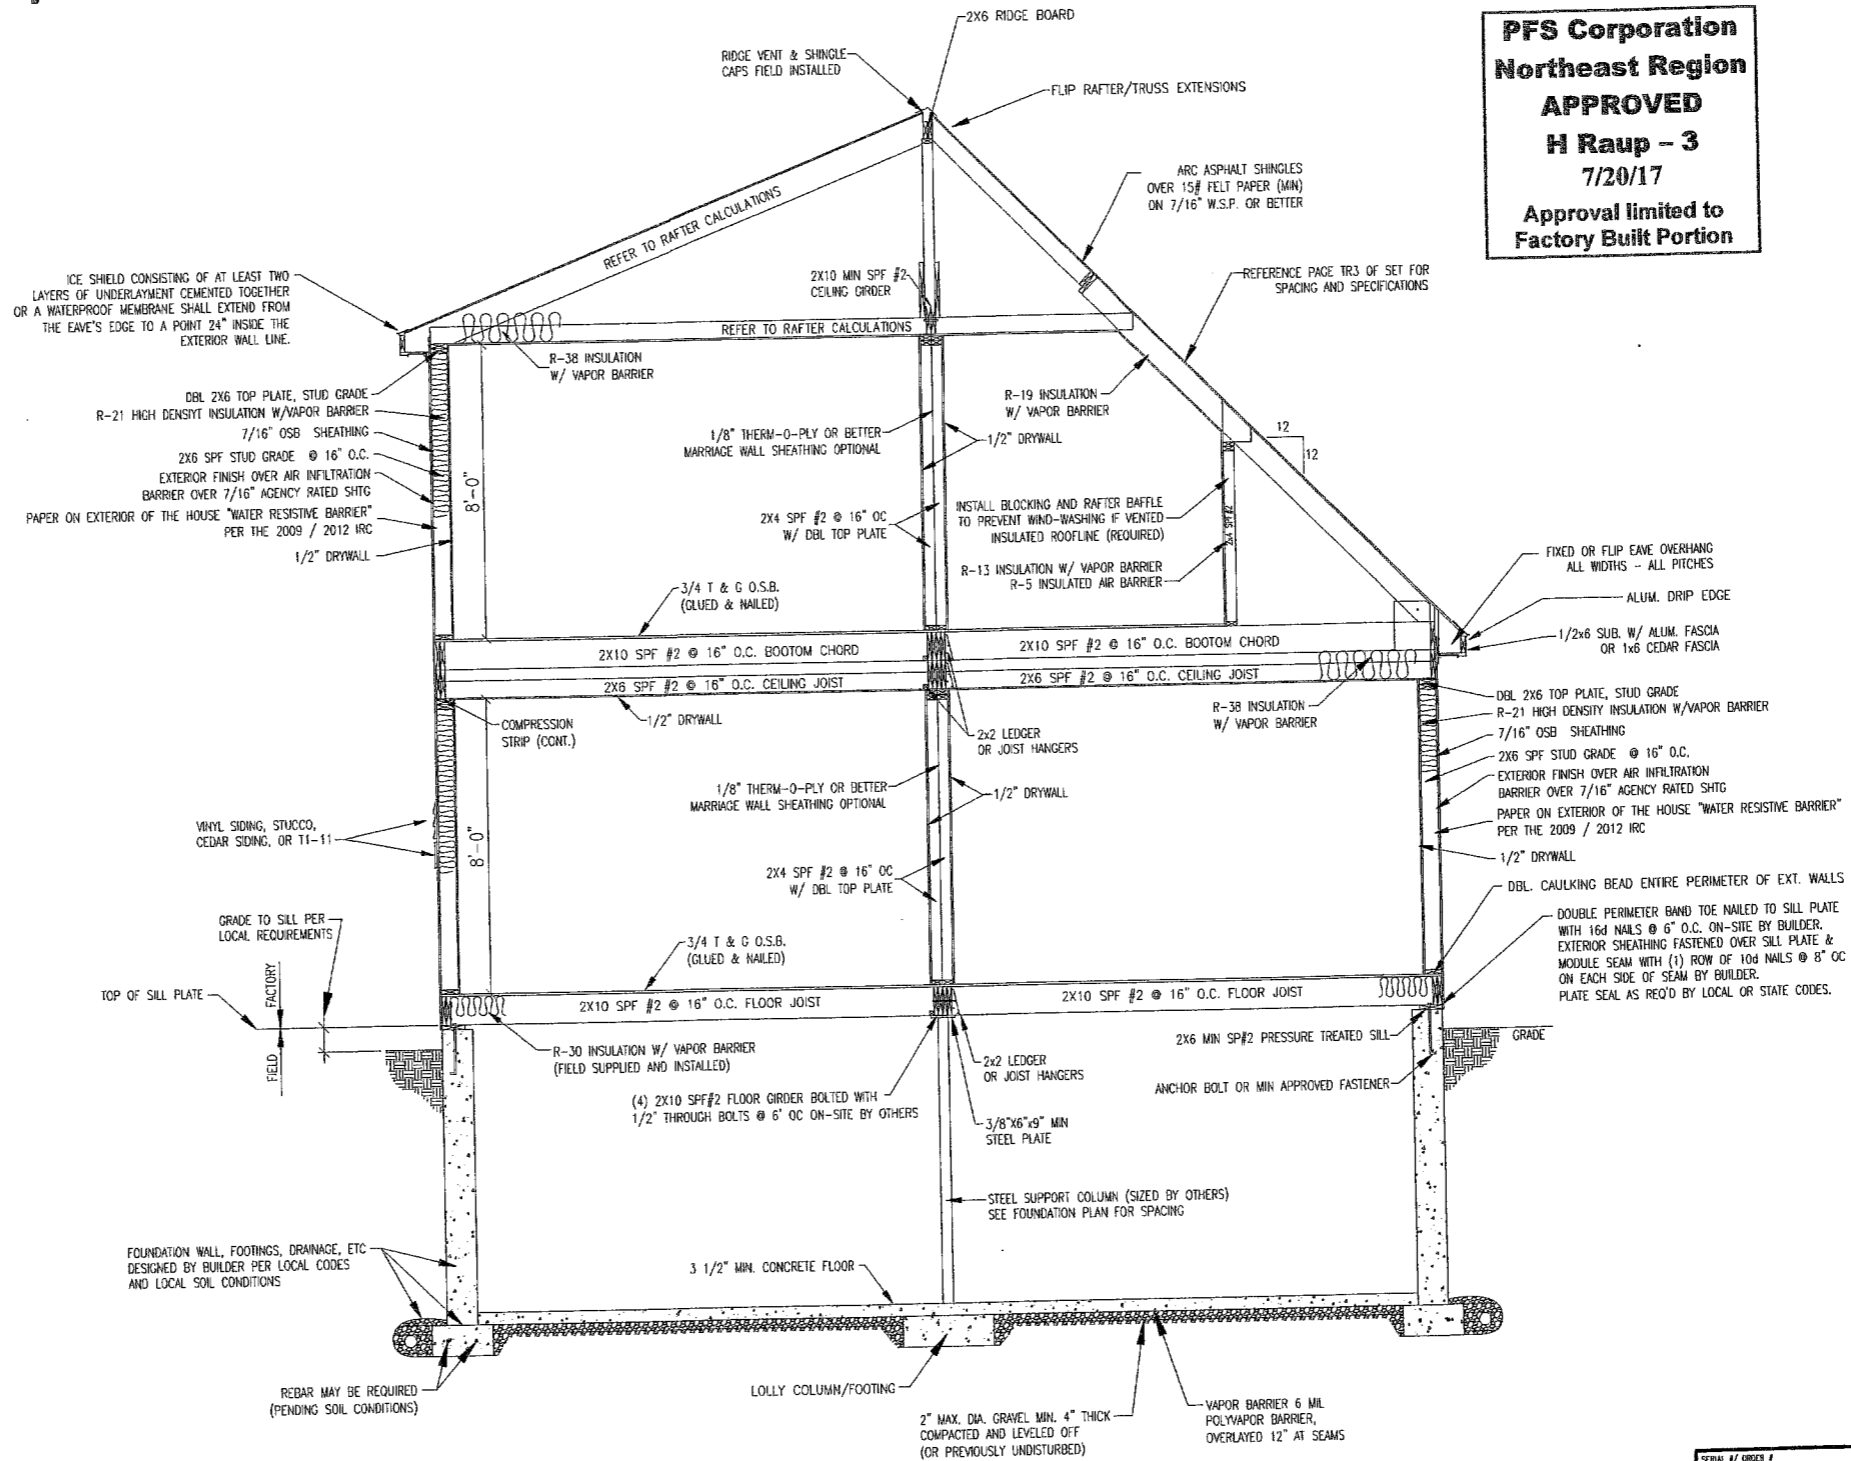 2X6 RIDGE BOARD
RIDGE VENT & SHINGLE
CAPS FIELD INSTALLED
FLIP RAFTER/TRUSS EXTENSIONS
PFS Corporation
Northeast Region
APPROVED
H Raup - 3
7/20/17
Approval limited to
Factory Built Portion
ARC ASPHALT SHINGLES
OVER 15# FELT PAPER (MIN)
ON 7/16" W.S.P. OR BETTER
REFER TO RAFTER CALCULATIONS
ICE SHIELD CONSISTING OF AT LEAST TWO
LAYERS OF UNDERLAYMENT CEMENTED TOGETHER
OR A WATERPROOF MEMBRANE SHALL EXTEND FROM
THE EAVE'S EDGE TO A POINT 24" INSIDE THE
EXTERIOR WALL LINE.
2X10 MIN SPF #2
CEILING GIRDER
REFERENCE PAGE TR3 OF SET FOR
SPACING AND SPECIFICATIONS
REFER TO RAFTER CALCULATIONS
R-38 INSULATION
W/ VAPOR BARRIER
DBL 2X6 TOP PLATE, STUD GRADE
R-21 HIGH DENSIYT INSULATION W/VAPOR BARRIER
7/16" OSB SHEATHING
2X6 SPF STUD GRADE @ 16" O.C.
EXTERIOR FINISH OVER AIR INFILTRATION
BARRIER OVER 7/16" AGENCY RATED SHTG
PAPER ON EXTERIOR OF THE HOUSE "WATER RESISTIVE BARRIER"
PER THE 2009 / 2012 IRC
1/2" DRYWALL
8'-0"
1/8" THERM-O-PLY OR BETTER
MARRIAGE WALL SHEATHING OPTIONAL
1/2" DRYWALL
R-19 INSULATION
W/ VAPOR BARRIER
12
12
2X4 SPF #2 @ 16" OC
W/ DBL TOP PLATE
INSTALL BLOCKING AND RAFTER BAFFLE
TO PREVENT WIND-WASHING IF VENTED
INSULATED ROOFLINE (REQUIRED)
2X4 SPF#2
R-13 INSULATION W/ VAPOR BARRIER
R-5 INSULATED AIR BARRIER
FIXED OR FLIP EAVE OVERHANG
ALL WIDTHS - ALL PITCHES
ALUM. DRIP EDGE
1/2x6 SUB. W/ ALUM. FASCIA
OR 1x6 CEDAR FASCIA
3/4 T & G O.S.B.
(GLUED & NAILED)
2X10 SPF #2 @ 16" O.C. BOOTOM CHORD
2X10 SPF #2 @ 16" O.C. BOOTOM CHORD
2X6 SPF #2 @ 16" O.C. CEILING JOIST
2X6 SPF #2 @ 16" O.C. CEILING JOIST
COMPRESSION
STRIP (CONT.)
1/2" DRYWALL
2x2 LEDGER
OR JOIST HANGERS
R-38 INSULATION
W/ VAPOR BARRIER
DBL 2X6 TOP PLATE, STUD GRADE
R-21 HIGH DENSITY INSULATION W/VAPOR BARRIER
7/16" OSB SHEATHING
2X6 SPF STUD GRADE @ 16" O.C.
EXTERIOR FINISH OVER AIR INFILTRATION
BARRIER OVER 7/16" AGENCY RATED SHTG
PAPER ON EXTERIOR OF THE HOUSE "WATER RESISTIVE BARRIER"
PER THE 2009 / 2012 IRC
1/2" DRYWALL
VINYL SIDING, STUCCO,
CEDAR SIDING, OR T1-11
8'-0"
1/8" THERM-O-PLY OR BETTER
MARRIAGE WALL SHEATHING OPTIONAL
1/2" DRYWALL
2X4 SPF #2 @ 16" OC
W/ DBL TOP PLATE
DBL. CAULKING BEAD ENTIRE PERIMETER OF EXT. WALLS
DOUBLE PERIMETER BAND TOE NAILED TO SILL PLATE
WITH 16d NAILS @ 6" O.C. ON-SITE BY BUILDER.
EXTERIOR SHEATHING FASTENED OVER SILL PLATE &
MODULE SEAM WITH (1) ROW OF 10d NAILS @ 8" OC
ON EACH SIDE OF SEAM BY BUILDER.
PLATE SEAL AS REQ'D BY LOCAL OR STATE CODES.
GRADE TO SILL PER
LOCAL REQUIREMENTS
3/4 T & G O.S.B.
(GLUED & NAILED)
TOP OF SILL PLATE
FACTORY
FIELD
2X10 SPF #2 @ 16" O.C. FLOOR JOIST
2X10 SPF #2 @ 16" O.C. FLOOR JOIST
R-30 INSULATION W/ VAPOR BARRIER
(FIELD SUPPLIED AND INSTALLED)
2X6 MIN SP#2 PRESSURE TREATED SILL
GRADE
2x2 LEDGER
OR JOIST HANGERS
ANCHOR BOLT OR MIN APPROVED FASTENER
(4) 2X10 SPF#2 FLOOR GIRDER BOLTED WITH
1/2" THROUGH BOLTS @ 6' OC ON-SITE BY OTHERS
3/8"X6"x9" MIN
STEEL PLATE
STEEL SUPPORT COLUMN (SIZED BY OTHERS)
SEE FOUNDATION PLAN FOR SPACING
FOUNDATION WALL, FOOTINGS, DRAINAGE, ETC
DESIGNED BY BUILDER PER LOCAL CODES
AND LOCAL SOIL CONDITIONS
3 1/2" MIN. CONCRETE FLOOR
REBAR MAY BE REQUIRED
(PENDING SOIL CONDITIONS)
LOLLY COLUMN/FOOTING
2" MAX. DIA. GRAVEL MIN. 4" THICK
COMPACTED AND LEVELED OFF
(OR PREVIOUSLY UNDISTURBED)
VAPOR BARRIER 6 MIL
POLYVAPOR BARRIER,
OVERLAYED 12" AT SEAMS
SERIAL #/ ORDER #